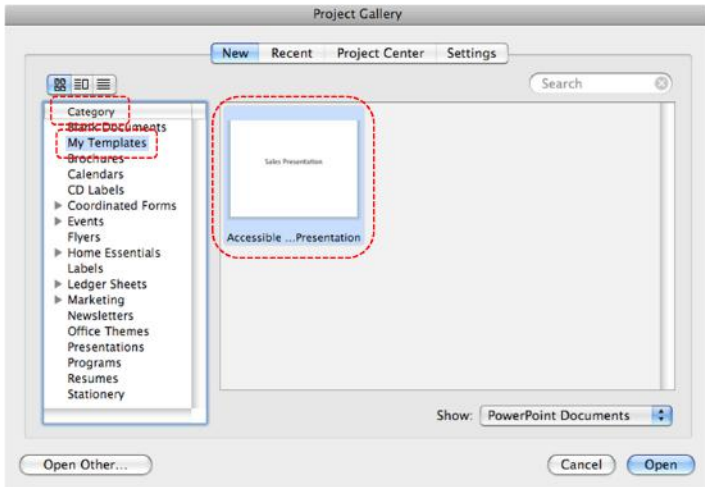 Project Gallery
New Recent Project Center Settings
Search
Category
Blank Documents
My Templates
Brochures
Calendars
CD Labels
Coordinated Forms
Events
Flyers
Home Essentials
Labels
Ledger Sheets
Marketing
Newsletters
Office Themes
Presentations
Programs
Resumes
Stationery
Sales Presentation
Accessible ...Presentation
Show: PowerPoint Documents
Open Other... Cancel Open